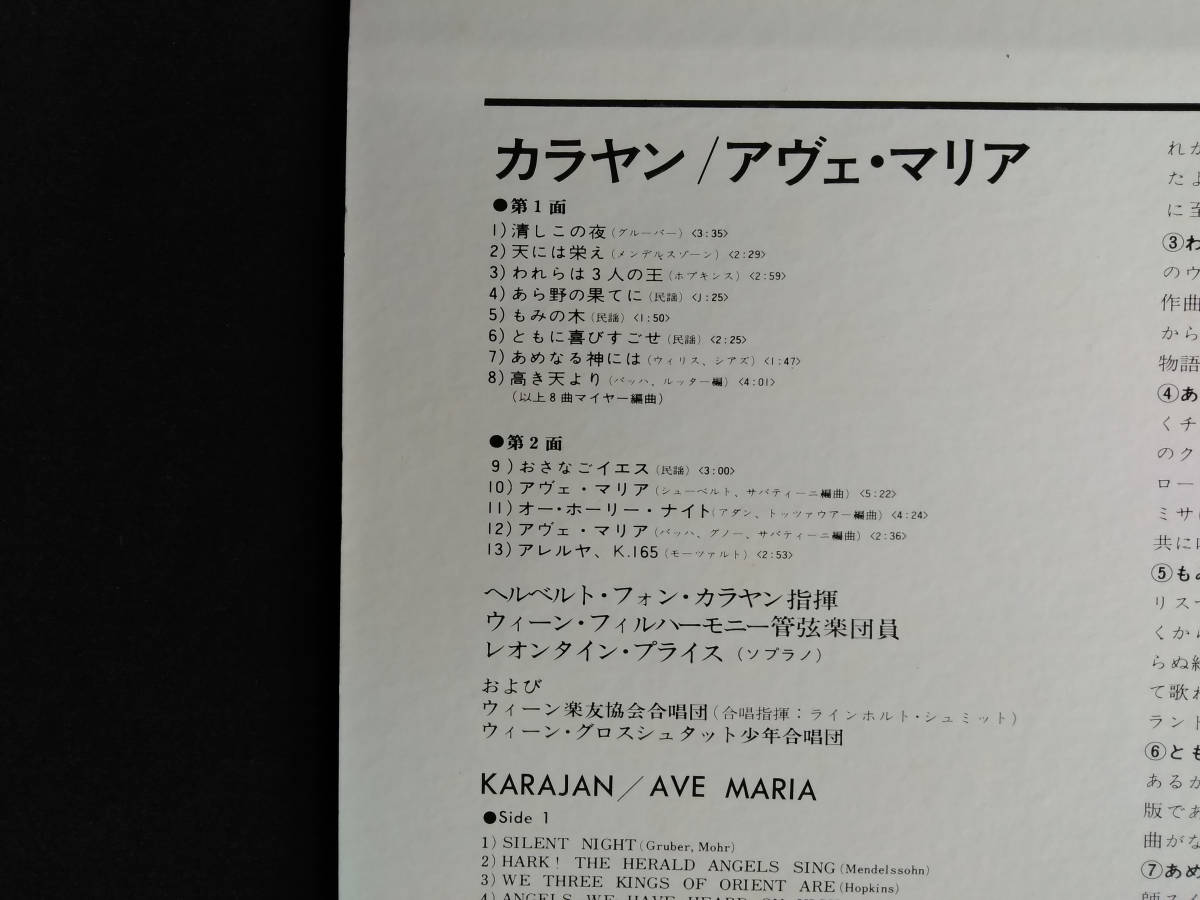 カラヤン/アヴェ・マリア
●第1面
1)清しこの夜(グルーバー)<3:35>
2)天には栄え(メンデルスゾーン)<2:29>
3)われらは3人の王(ホプキンス)<2:59>
4)あら野の果てに(民謡)<J:25>
5)もみの木(民謡)<1:50>
6)ともに喜びすごせ(民謡)<2:25>
7)あめなる神には(ウィリス、シアズ)<1:47>
8)高き天より(バッハ、ルッター編)<4:01>
(以上8曲マイヤー編曲)
●第2面
9)おさなごイエス(民謡)<3:00>
10)アヴェ・マリア(シューベルト、サバティーニ編曲)<5:22>
11)オー・ホーリー・ナイト(アダン、トッツァウアー編曲)<4:24>
12)アヴェ・マリア(バッハ、グノー、サバティーニ編曲)<2:36>
13)アレルヤ、K.165(モーツァルト)<2:53>
ヘルベルト・フォン・カラヤン指揮
ウィーン・フィルハーモニー管弦楽団員
レオンタイン・プライス(ソプラノ)
および
ウィーン楽友協会合唱団(合唱指揮:ラインホルト・シュミット)
ウィーン・グロスシュタット少年合唱団
KARAJAN/AVE MARIA
●Side 1
1) SILENT NIGHT(Gruber, Mohr)
2) HARK! THE HERALD ANGELS SING(Mendelssohn)
3) WE THREE KINGS OF ORIENT ARE(Hopkins)
4) ANGELS WE HAVE HEARD ON
れか
たよ
に至
③わ
のウ
作曲
から
物語
④あ
くチ
のク
ロー
ミサ
共に
⑤もみ
リスマ
くから
らぬ
て歌わ
ランド
⑥とも
あるか
版であ
曲がな
⑦あめ